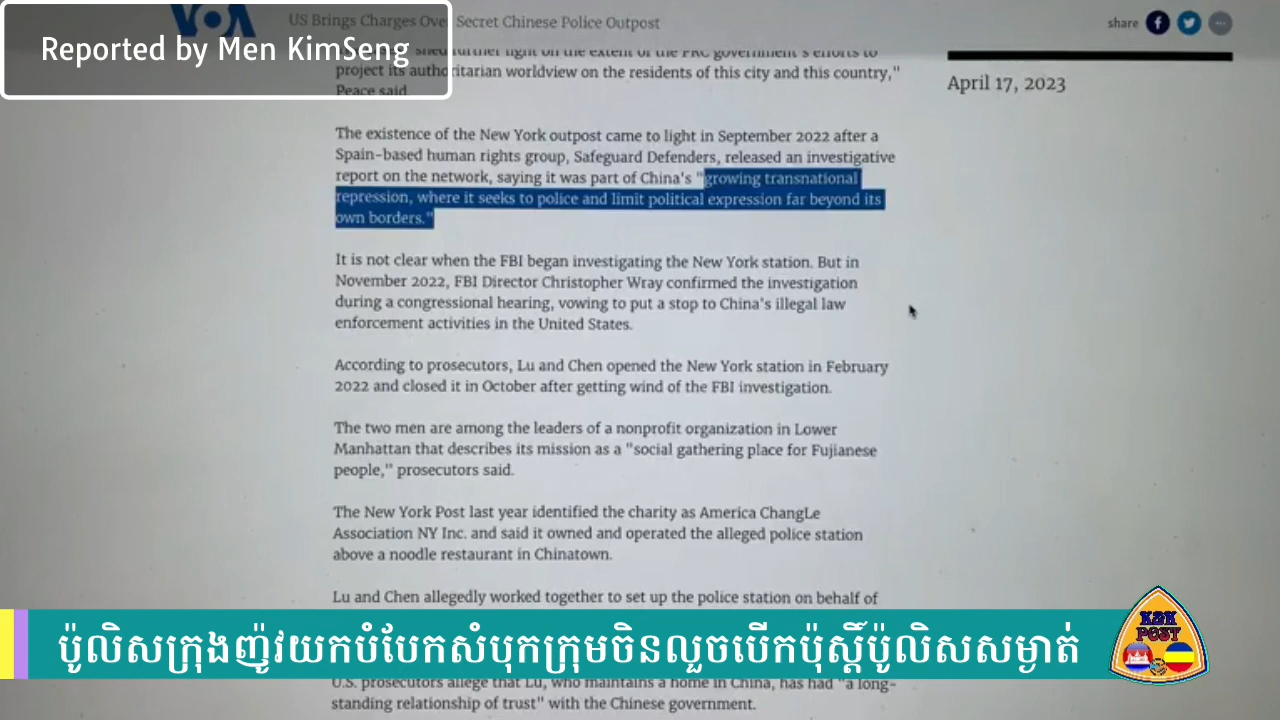 VOA
US Brings Charges Over Secret Chinese Police Outpost
share
Reported by Men KimSeng
further light on the extent of the PRC government's efforts to
project its authoritarian worldview on the residents of this city and this country,"
Peace said.
April 17, 2023
The existence of the New York outpost came to light in September 2022 after a
Spain-based human rights group, Safeguard Defenders, released an investigative
report on the network, saying it was part of China's "growing transnational
repression, where it seeks to police and limit political expression far beyond its
own borders."
It is not clear when the FBI began investigating the New York station. But in
November 2022, FBI Director Christopher Wray confirmed the investigation
during a congressional hearing, vowing to put a stop to China's illegal law
enforcement activities in the United States.
According to prosecutors, Lu and Chen opened the New York station in February
2022 and closed it in October after getting wind of the FBI investigation.
The two men are among the leaders of a nonprofit organization in Lower
Manhattan that describes its mission as a "social gathering place for Fujianese
people," prosecutors said.
The New York Post last year identified the charity as America ChangLe
Association NY Inc. and said it owned and operated the alleged police station
above a noodle restaurant in Chinatown.
Lu and Chen allegedly worked together to set up the police station on behalf of
ប៉ូលិសក្រុងញ៉ូវយកបំបែកសំបុកក្រុមចិនលួចបើកប៉ុស្តិ៍ប៉ូលិសសម្ងាត់
K2K
POST
U.S. prosecutors allege that Lu, who maintains a home in China, has had "a long-
standing relationship of trust" with the Chinese government.